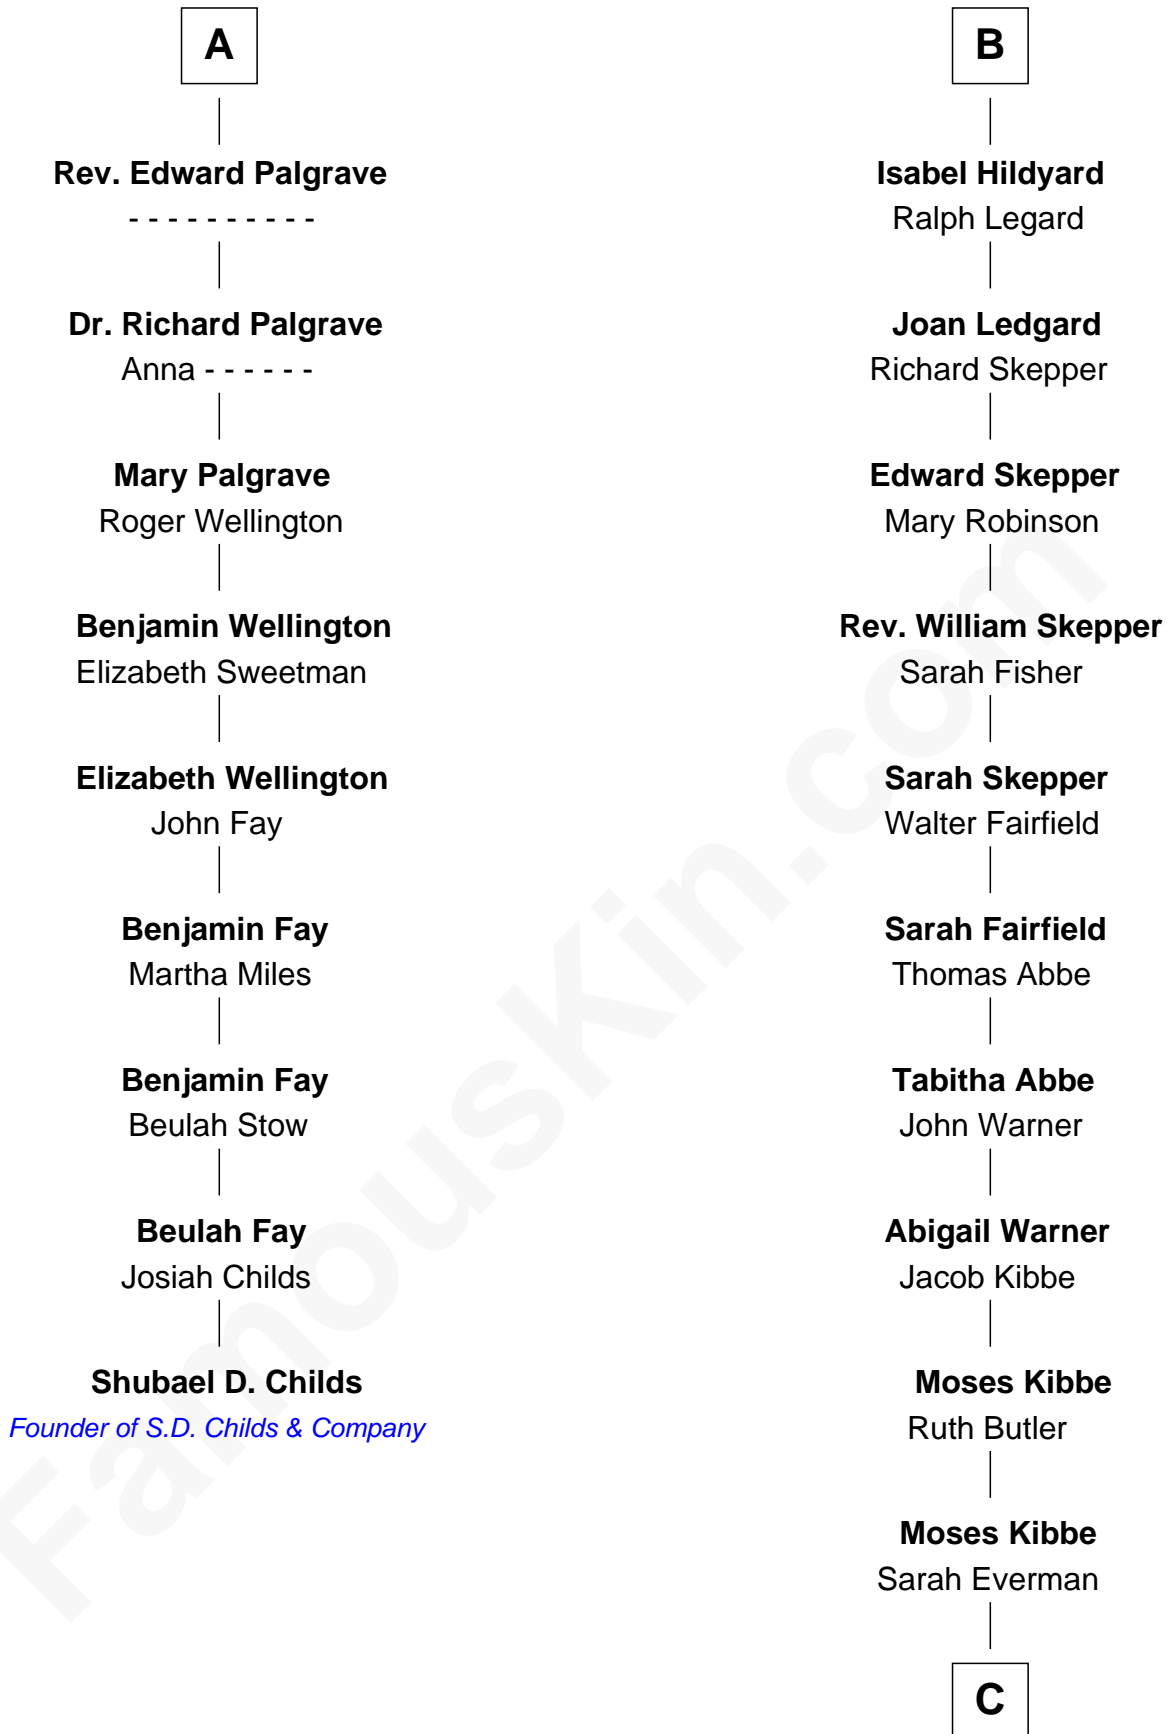 A
Rev. Edward Palgrave
- - - - - - - - - -
Dr. Richard Palgrave
Anna - - - - - -
Mary Palgrave
Roger Wellington
Benjamin Wellington
Elizabeth Sweetman
Elizabeth Wellington
John Fay
Benjamin Fay
Martha Miles
Benjamin Fay
Beulah Stow
Beulah Fay
Josiah Childs
Shubael D. Childs
Founder of S.D. Childs & Company
B
Isabel Hildyard
Ralph Legard
Joan Ledgard
Richard Skepper
Edward Skepper
Mary Robinson
Rev. William Skepper
Sarah Fisher
Sarah Skepper
Walter Fairfield
Sarah Fairfield
Thomas Abbe
Tabitha Abbe
John Warner
Abigail Warner
Jacob Kibbe
Moses Kibbe
Ruth Butler
Moses Kibbe
Sarah Everman
C
FamousKin.com